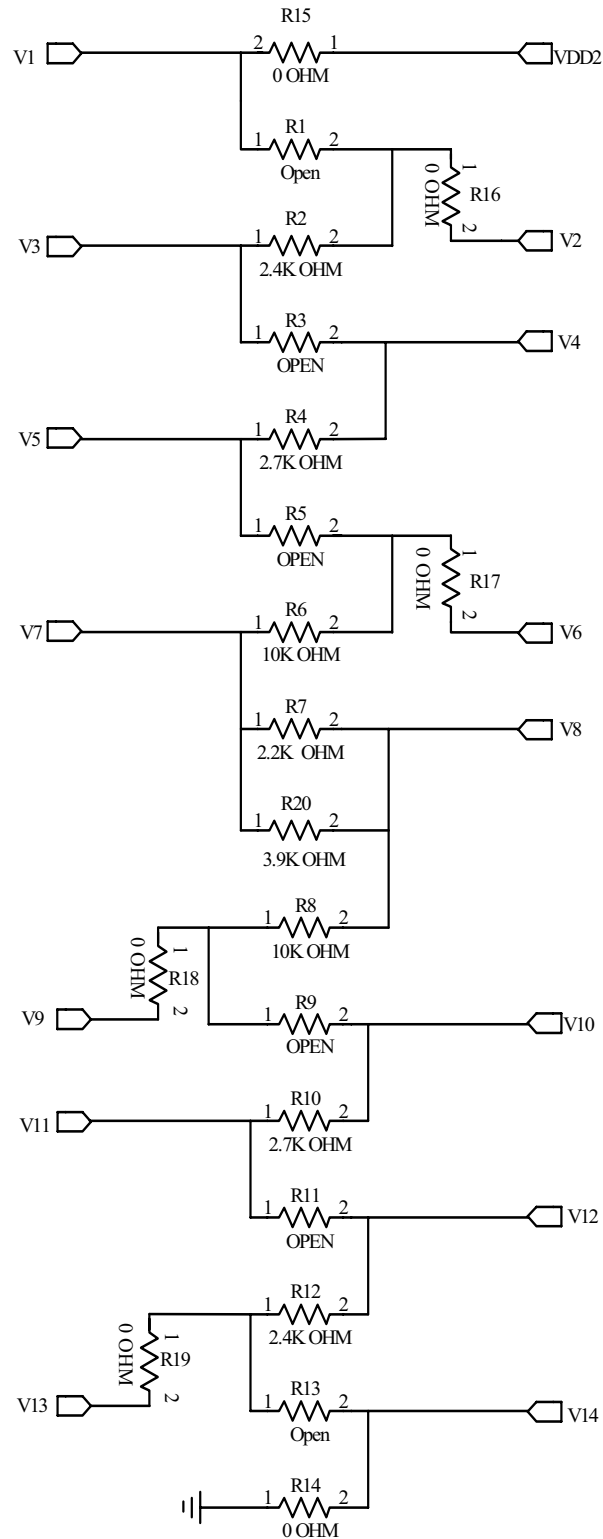 R15
V1 2 1 VDD2
0 OHM
1 R1 2
Open
1
0 OHM R16
2
R2
V3 1 2 V2
2.4K OHM
R3
1 2 V4
OPEN
R4
V5 1 2
2.7K OHM
R5
1 2
OPEN
1
0 OHM R17
2
R6
V7 1 2 V6
10K OHM
R7
1 2 V8
2.2K OHM
R20
1 2
3.9K OHM
R8
1 2
10K OHM
1
0 OHM R18
2
V9
R9
1 2 V10
OPEN
R10
V11 1 2
2.7K OHM
R11
1 2 V12
OPEN
R12
1 2
2.4K OHM
1
0 OHM R19
2
V13
R13
1 2 V14
Open
R14
1 2
0 OHM